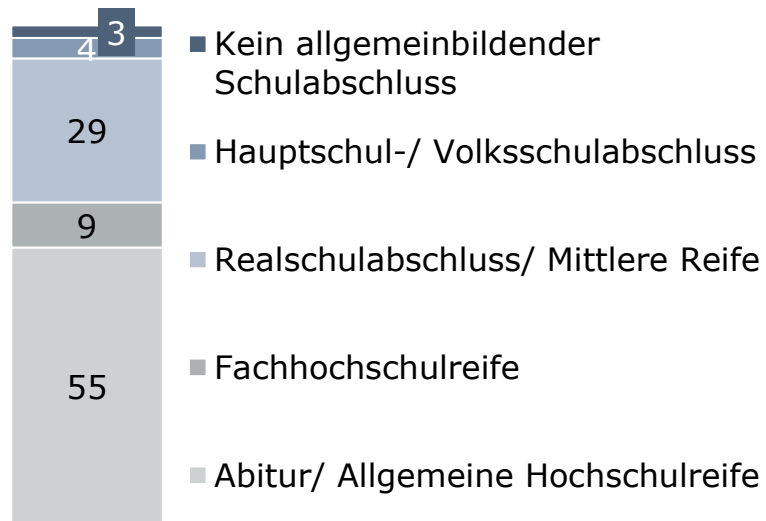 3
4
29
9
55
Kein allgemeinbildender
Schulabschluss
Hauptschul-/ Volksschulabschluss
Realschulabschluss/ Mittlere Reife
Fachhochschulreife
Abitur/ Allgemeine Hochschulreife